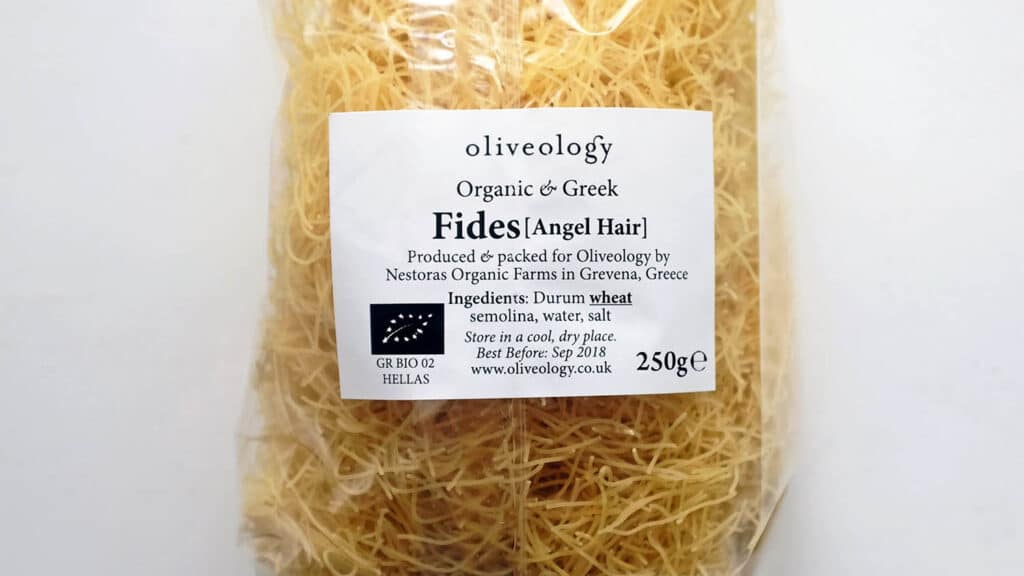 oliveology
Organic & Greek
Fides [Angel Hair]
Produced & packed for Oliveology by
Nestoras Organic Farms in Grevena, Greece
Ingedients: Durum wheat
semolina, water, salt
Store in a cool, dry place.
Best Before: Sep 2018
www.oliveology.co.uk
GR BIO 02
HELLAS
250g℮